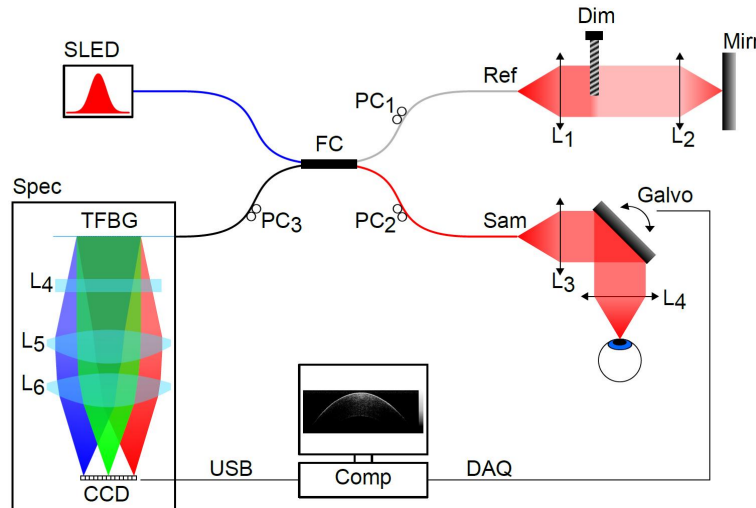 Dim
SLED
Mirr
Ref
PC1
L1
L2
FC
Spec
TFBG
PC3
PC2
Sam
Galvo
L4
L3
L4
L5
L6
CCD
USB
Comp
DAQ